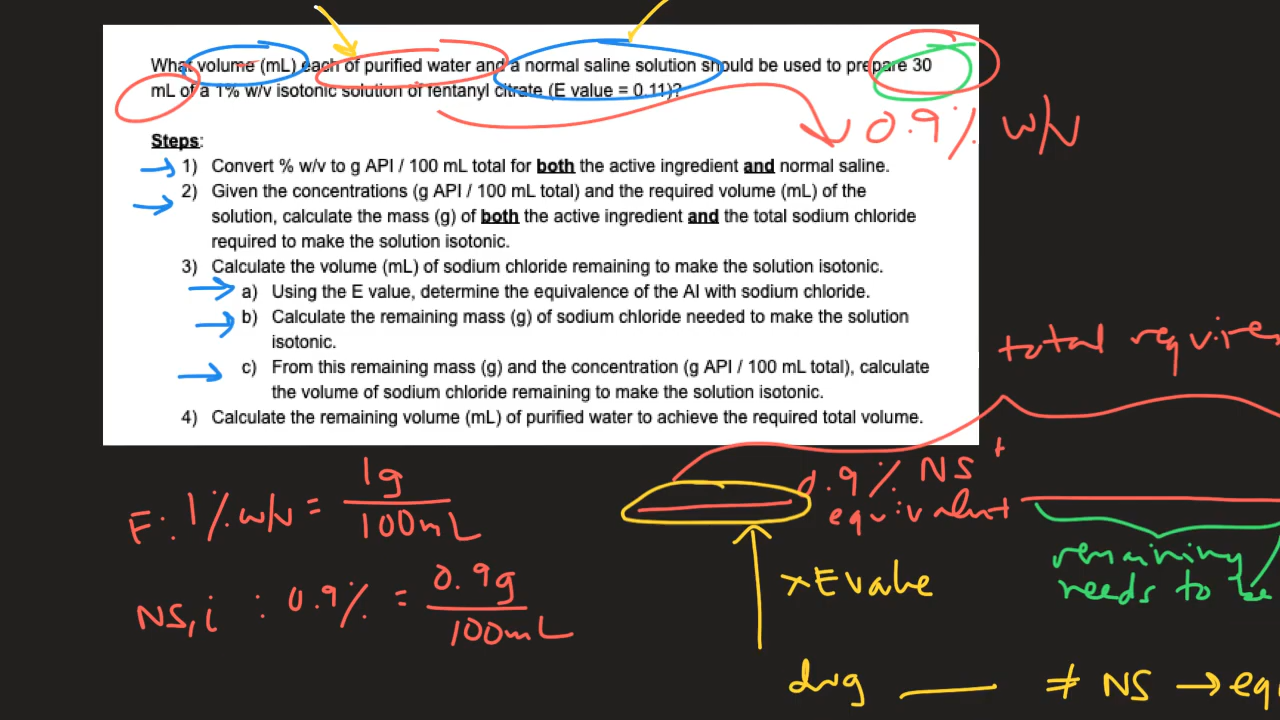 What volume (mL) each of purified water and a normal saline solution should be used to prepare 30
mL of a 1% w/v isotonic solution of fentanyl citrate (E value = 0.11)?
0.9% w/v
Steps:
1) Convert % w/v to g API / 100 mL total for both the active ingredient and normal saline.
2) Given the concentrations (g API / 100 mL total) and the required volume (mL) of the
solution, calculate the mass (g) of both the active ingredient and the total sodium chloride
required to make the solution isotonic.
3) Calculate the volume (mL) of sodium chloride remaining to make the solution isotonic.
a) Using the E value, determine the equivalence of the AI with sodium chloride.
b) Calculate the remaining mass (g) of sodium chloride needed to make the solution
isotonic.
c) From this remaining mass (g) and the concentration (g API / 100 mL total), calculate
the volume of sodium chloride remaining to make the solution isotonic.
4) Calculate the remaining volume (mL) of purified water to achieve the required total volume.
total require
F: 1% w/v = 1g
100mL
NS,i : 0.9% = 0.9g
100mL
0.9% NS
equivalent
+
remaining
needs to be
x E value
drug ≠ NS → eq